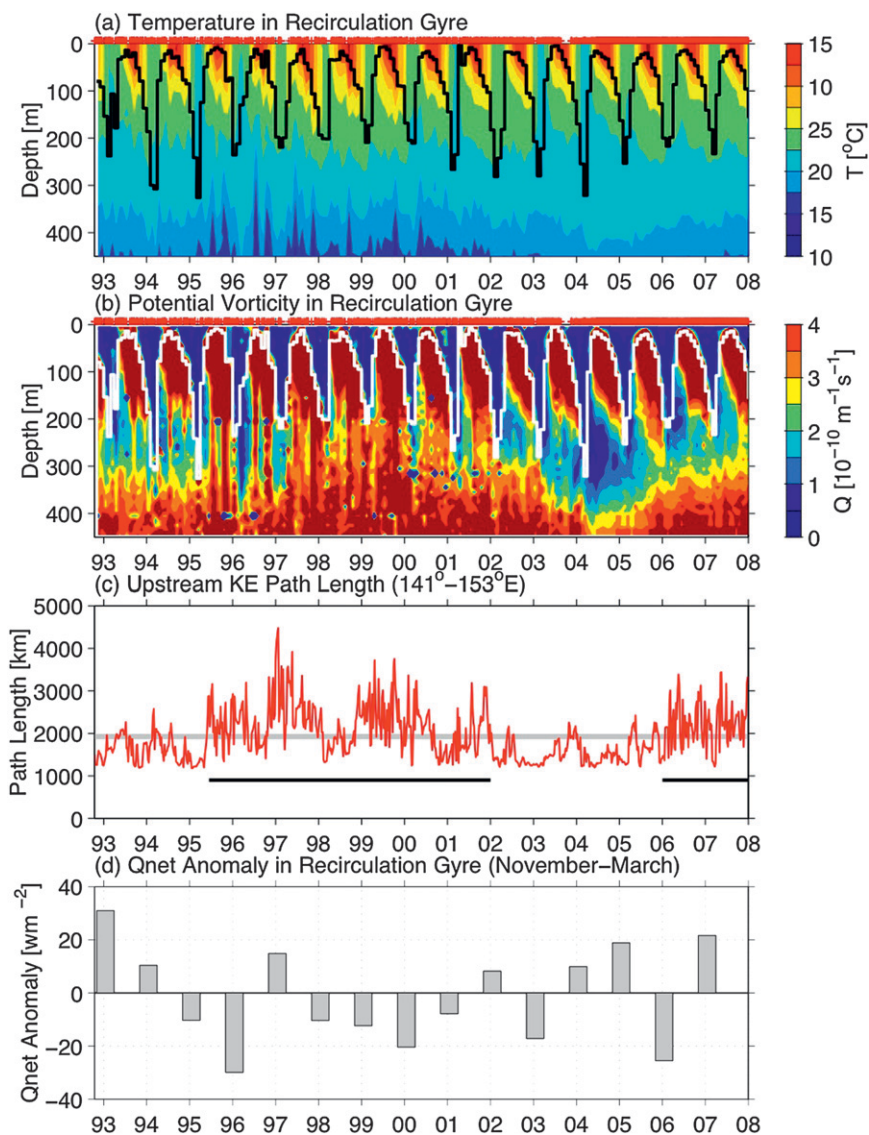 (a) Temperature in Recirculation Gyre
0
100
200
300
400
Depth [m]
93 94 95 96 97 98 99 00 01 02 03 04 05 06 07 08
15
10
25
20
15
10
T [°C]
(b) Potential Vorticity in Recirculation Gyre
0
100
200
300
400
Depth [m]
93 94 95 96 97 98 99 00 01 02 03 04 05 06 07 08
4
3
2
1
0
Q [10⁻¹⁰ m⁻¹s⁻¹]
(c) Upstream KE Path Length (141°–153°E)
5000
4000
3000
2000
1000
0
Path Length [km]
93 94 95 96 97 98 99 00 01 02 03 04 05 06 07 08
(d) Qnet Anomaly in Recirculation Gyre (November–March)
40
20
0
−20
−40
Qnet Anomaly [wm ⁻²]
93 94 95 96 97 98 99 00 01 02 03 04 05 06 07 08